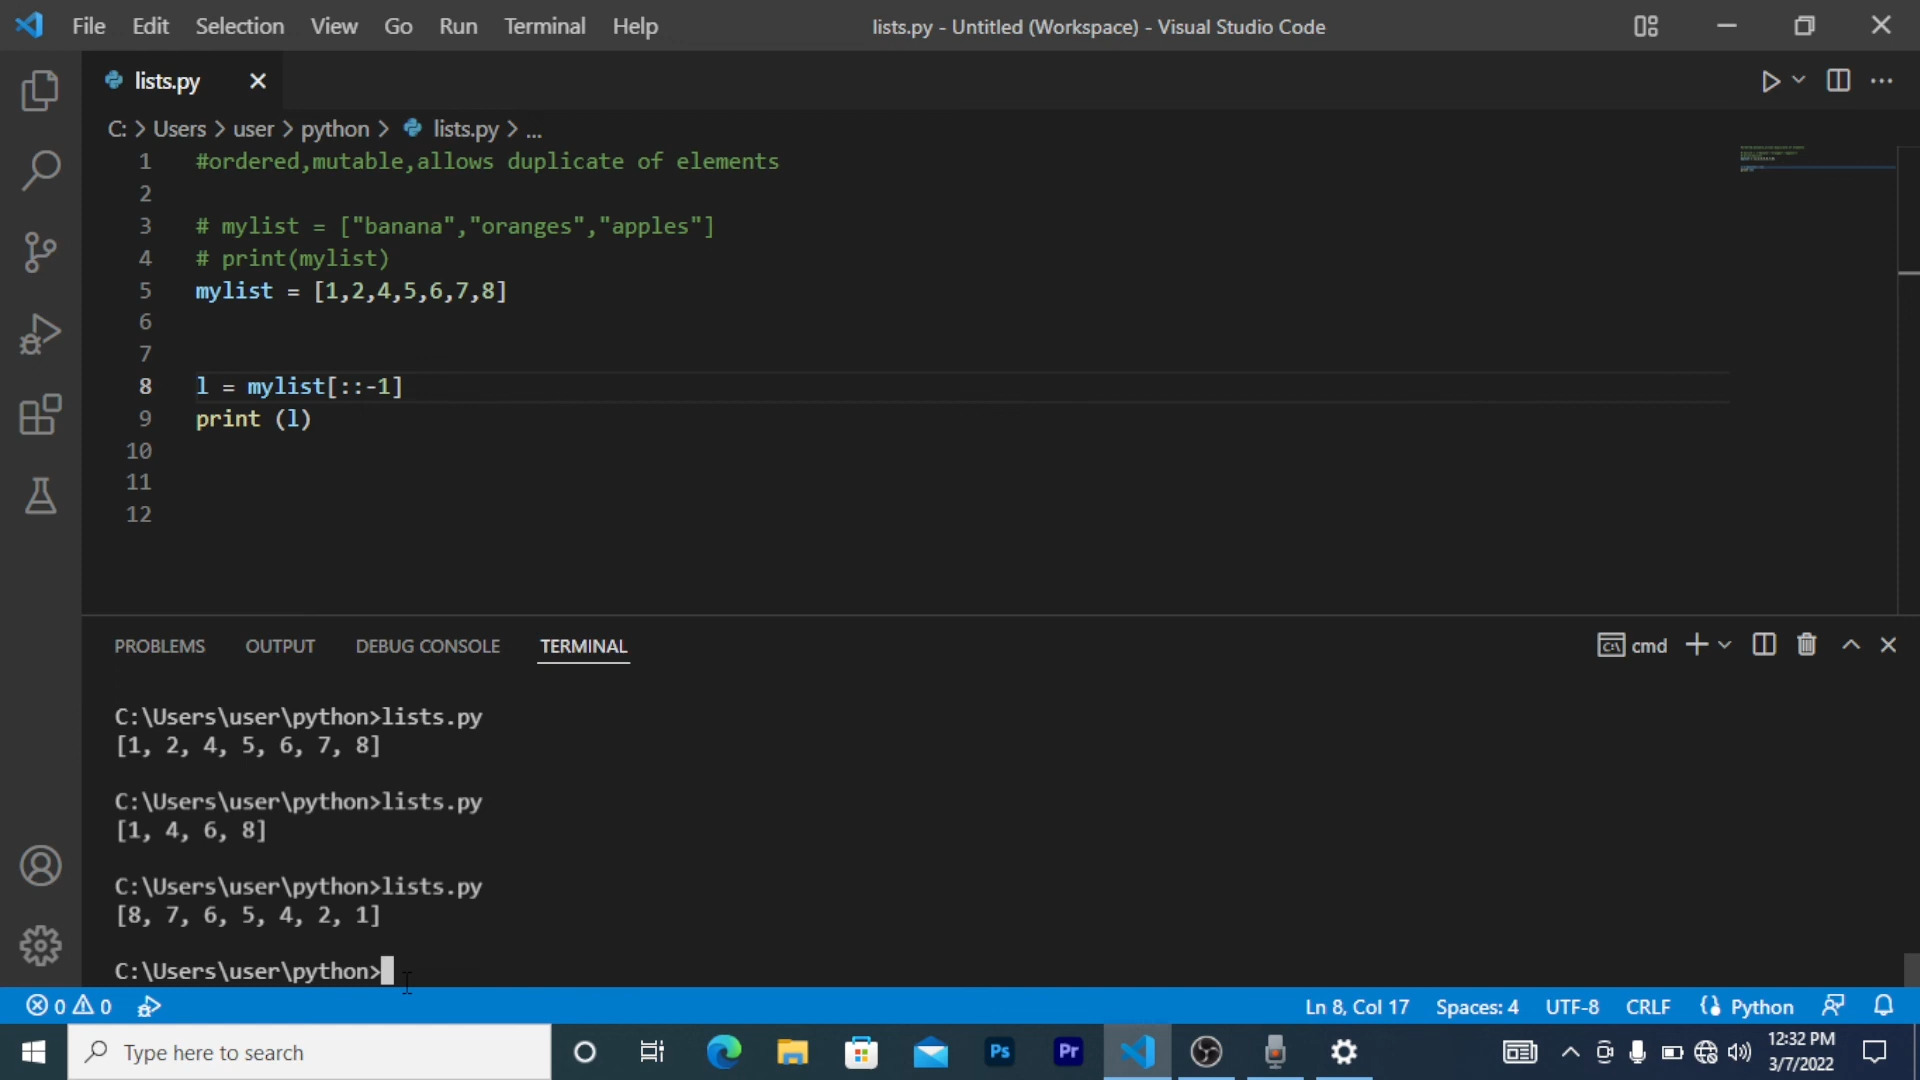 File Edit Selection View Go Run Terminal Help lists.py - Untitled (Workspace) - Visual Studio Code
lists.py
C: > Users > user > python > lists.py > ...
1 #ordered,mutable,allows duplicate of elements
2
3 # mylist = ["banana","oranges","apples"]
4 # print(mylist)
5 mylist = [1,2,4,5,6,7,8]
6
7
8 l = mylist[::-1]
9 print (l)
10
11
12
PROBLEMS OUTPUT DEBUG CONSOLE TERMINAL cmd
C:\Users\user\python>lists.py
[1, 2, 4, 5, 6, 7, 8]
C:\Users\user\python>lists.py
[1, 4, 6, 8]
C:\Users\user\python>lists.py
[8, 7, 6, 5, 4, 2, 1]
C:\Users\user\python>
0 0 Ln 8, Col 17 Spaces: 4 UTF-8 CRLF Python
Type here to search Ps Pr 12:32 PM
3/7/2022